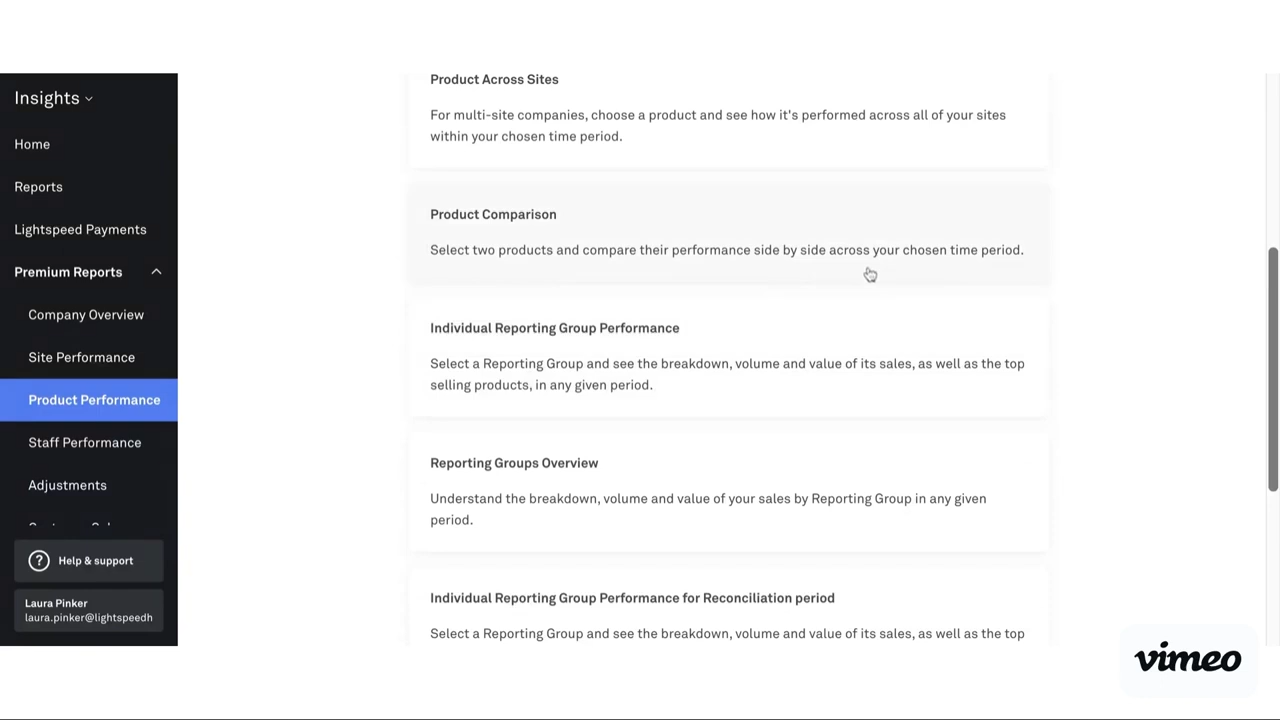 Insights
Home
Reports
Lightspeed Payments
Premium Reports
Company Overview
Site Performance
Product Performance
Staff Performance
Adjustments
Help & support
Laura Pinker
laura.pinker@lightspeedh
Product Across Sites
For multi-site companies, choose a product and see how it's performed across all of your sites
within your chosen time period.
Product Comparison
Select two products and compare their performance side by side across your chosen time period.
Individual Reporting Group Performance
Select a Reporting Group and see the breakdown, volume and value of its sales, as well as the top
selling products, in any given period.
Reporting Groups Overview
Understand the breakdown, volume and value of your sales by Reporting Group in any given
period.
Individual Reporting Group Performance for Reconciliation period
Select a Reporting Group and see the breakdown, volume and value of its sales, as well as the top
vimeo